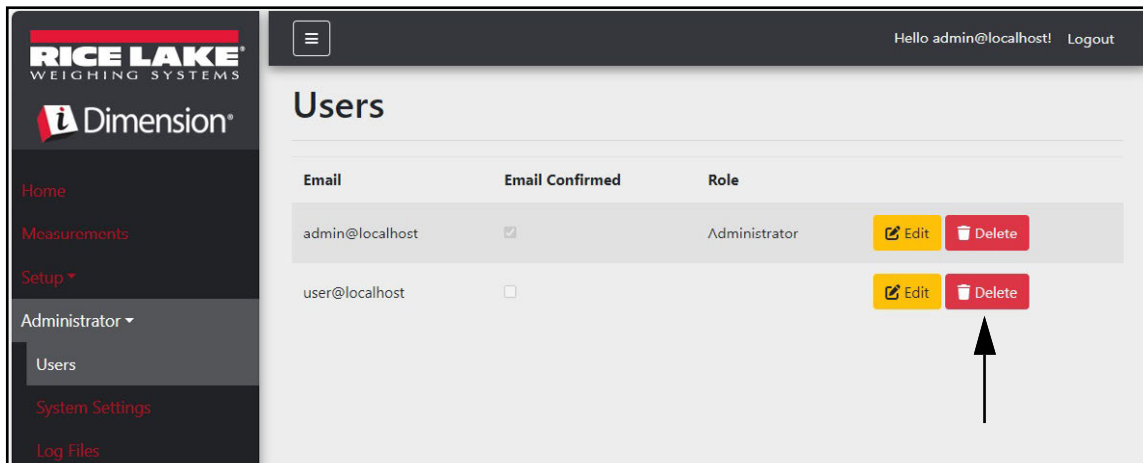 RICE LAKE®
WEIGHING SYSTEMS
i Dimension®
Home
Measurements
Setup
Administrator
Users
System Settings
Log Files
Hello admin@localhost! Logout
Users
Email Email Confirmed Role
admin@localhost Administrator Edit Delete
user@localhost Edit Delete